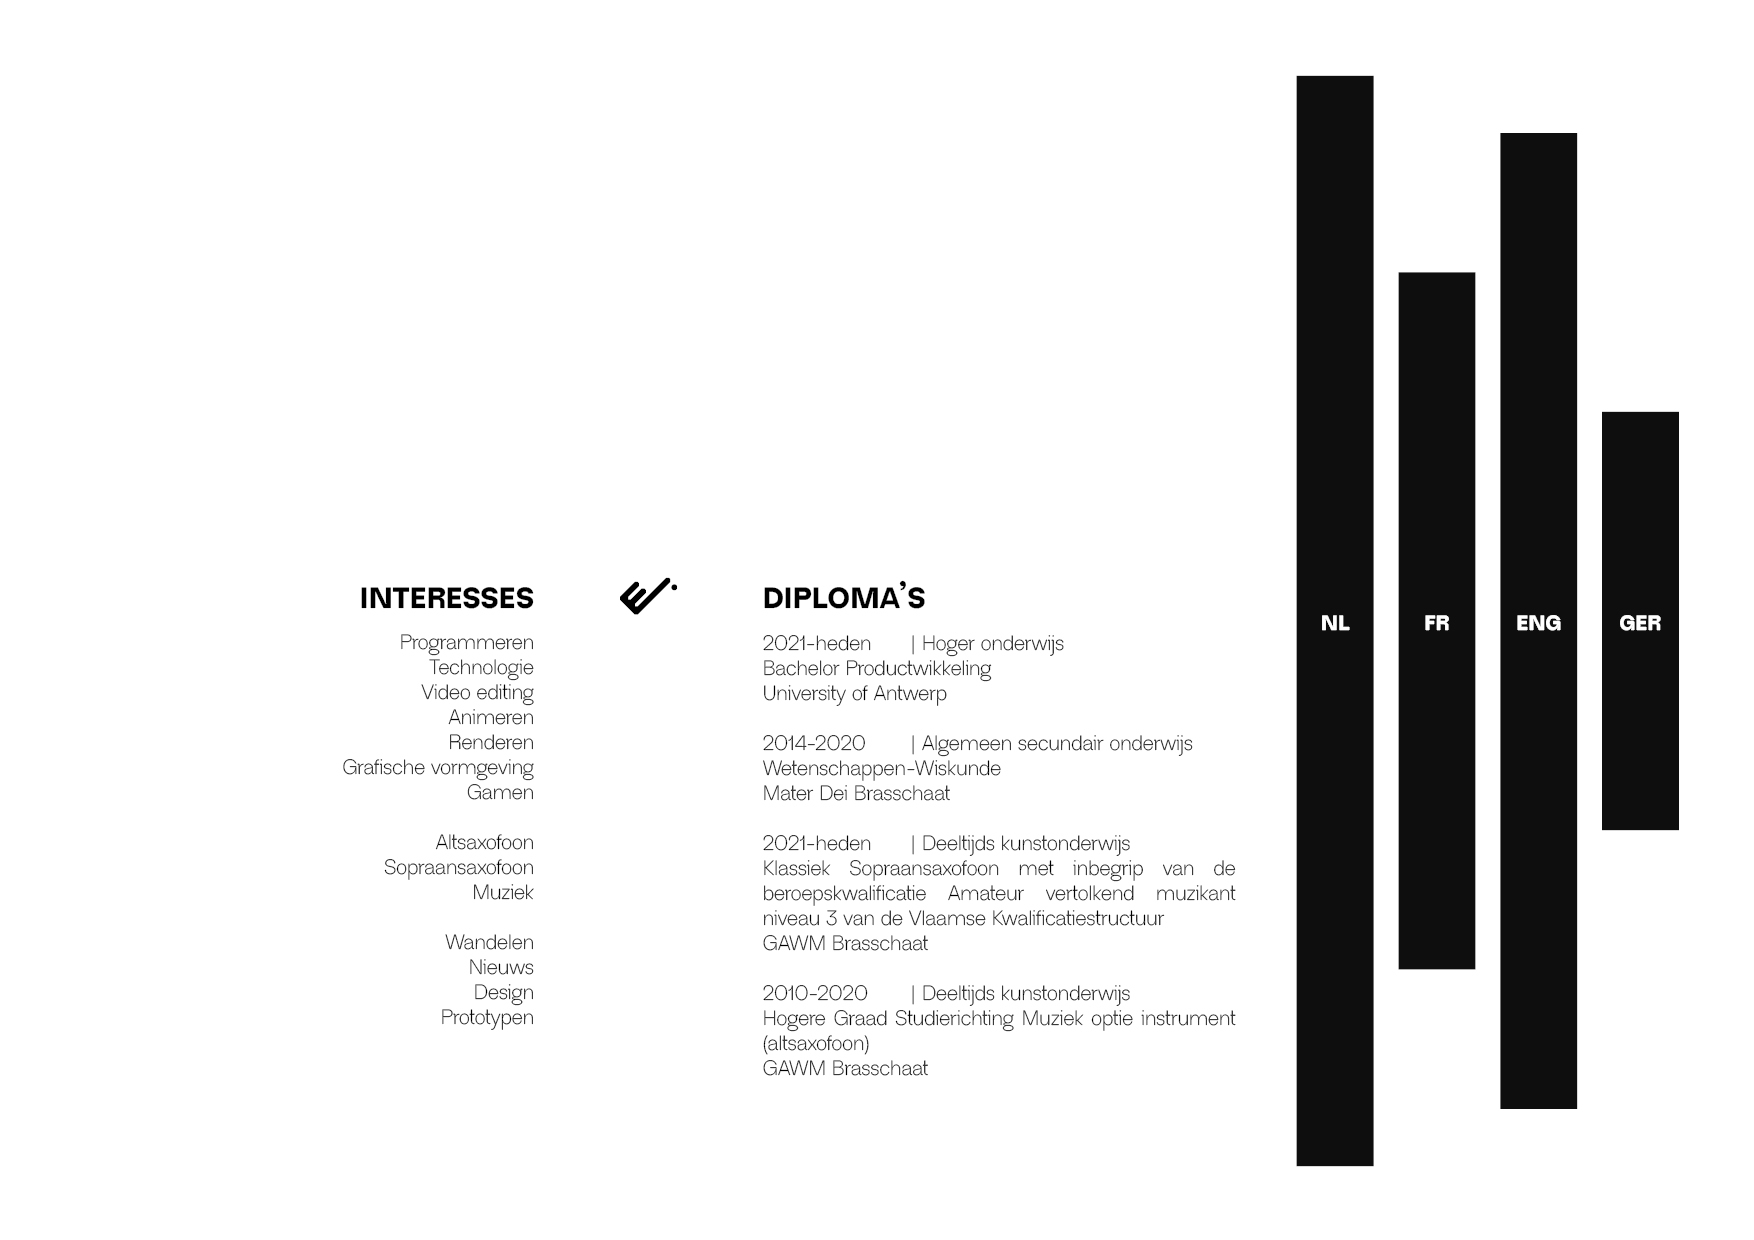 INTERESSES
Programmeren
Technologie
Video editing
Animeren
Renderen
Grafische vormgeving
Gamen
Altsaxofoon
Sopraansaxofoon
Muziek
Wandelen
Nieuws
Design
Prototypen
DIPLOMA'S
2021-heden | Hoger onderwijs
Bachelor Productwikkeling
University of Antwerp
2014-2020 | Algemeen secundair onderwijs
Wetenschappen-Wiskunde
Mater Dei Brasschaat
2021-heden | Deeltijds kunstonderwijs
Klassiek Sopraansaxofoon met inbegrip van de
beroepskwalificatie Amateur vertolkend muzikant
niveau 3 van de Vlaamse Kwalificatiestructuur
GAWM Brasschaat
2010-2020 | Deeltijds kunstonderwijs
Hogere Graad Studierichting Muziek optie instrument
(altsaxofoon)
GAWM Brasschaat
NL
FR
ENG
GER